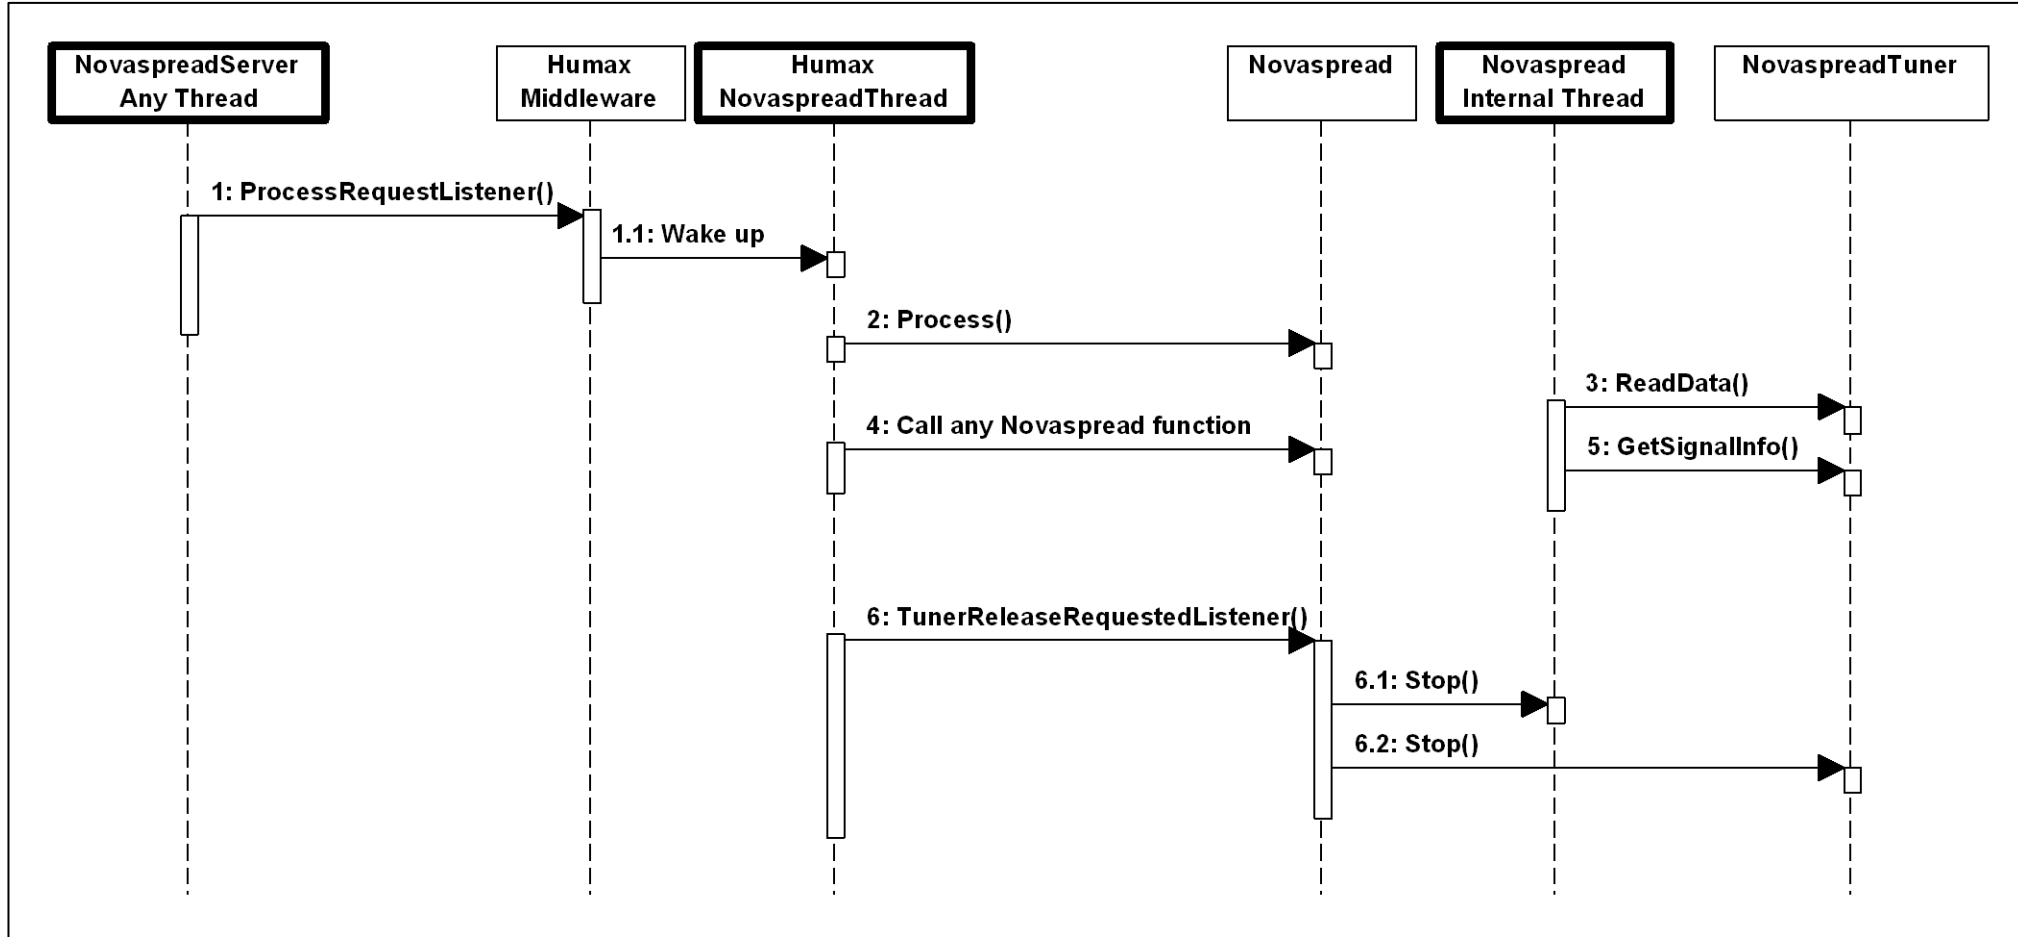 NovaspreadServer
Any Thread
Humax
Middleware
Humax
NovaspreadThread
Novaspread
Novaspread
Internal Thread
NovaspreadTuner
1: ProcessRequestListener()
1.1: Wake up
2: Process()
3: ReadData()
4: Call any Novaspread function
5: GetSignalInfo()
6: TunerReleaseRequestedListener()
6.1: Stop()
6.2: Stop()